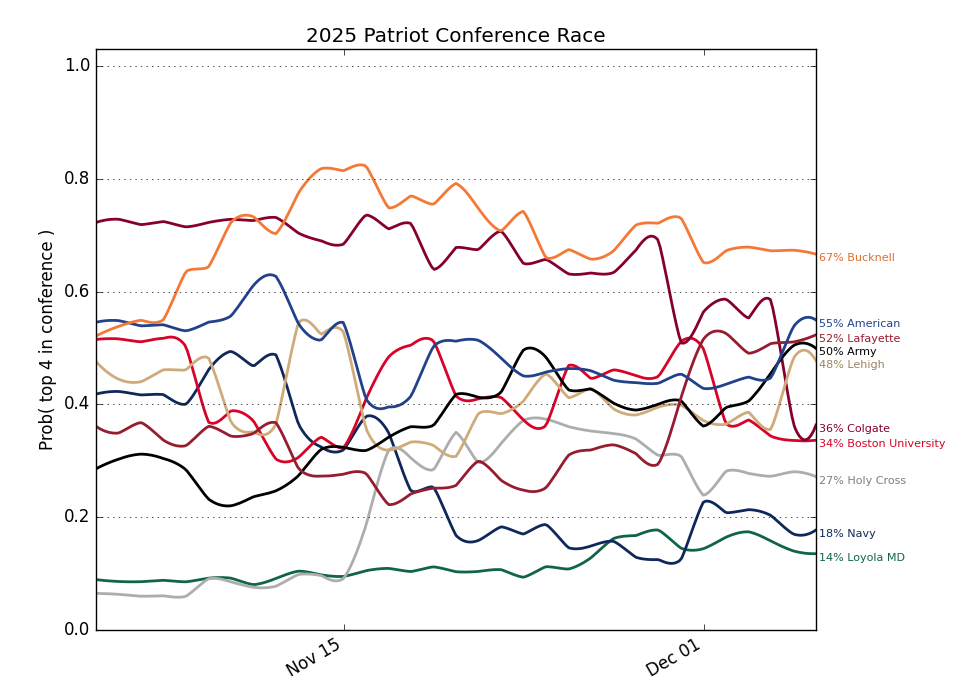 2025 Patriot Conference Race
Prob( top 4 in conference )
1.0
0.8
0.6
0.4
0.2
0.0
Nov 15
Dec 01
67% Bucknell
55% American
52% Lafayette
50% Army
48% Lehigh
36% Colgate
34% Boston University
27% Holy Cross
18% Navy
14% Loyola MD